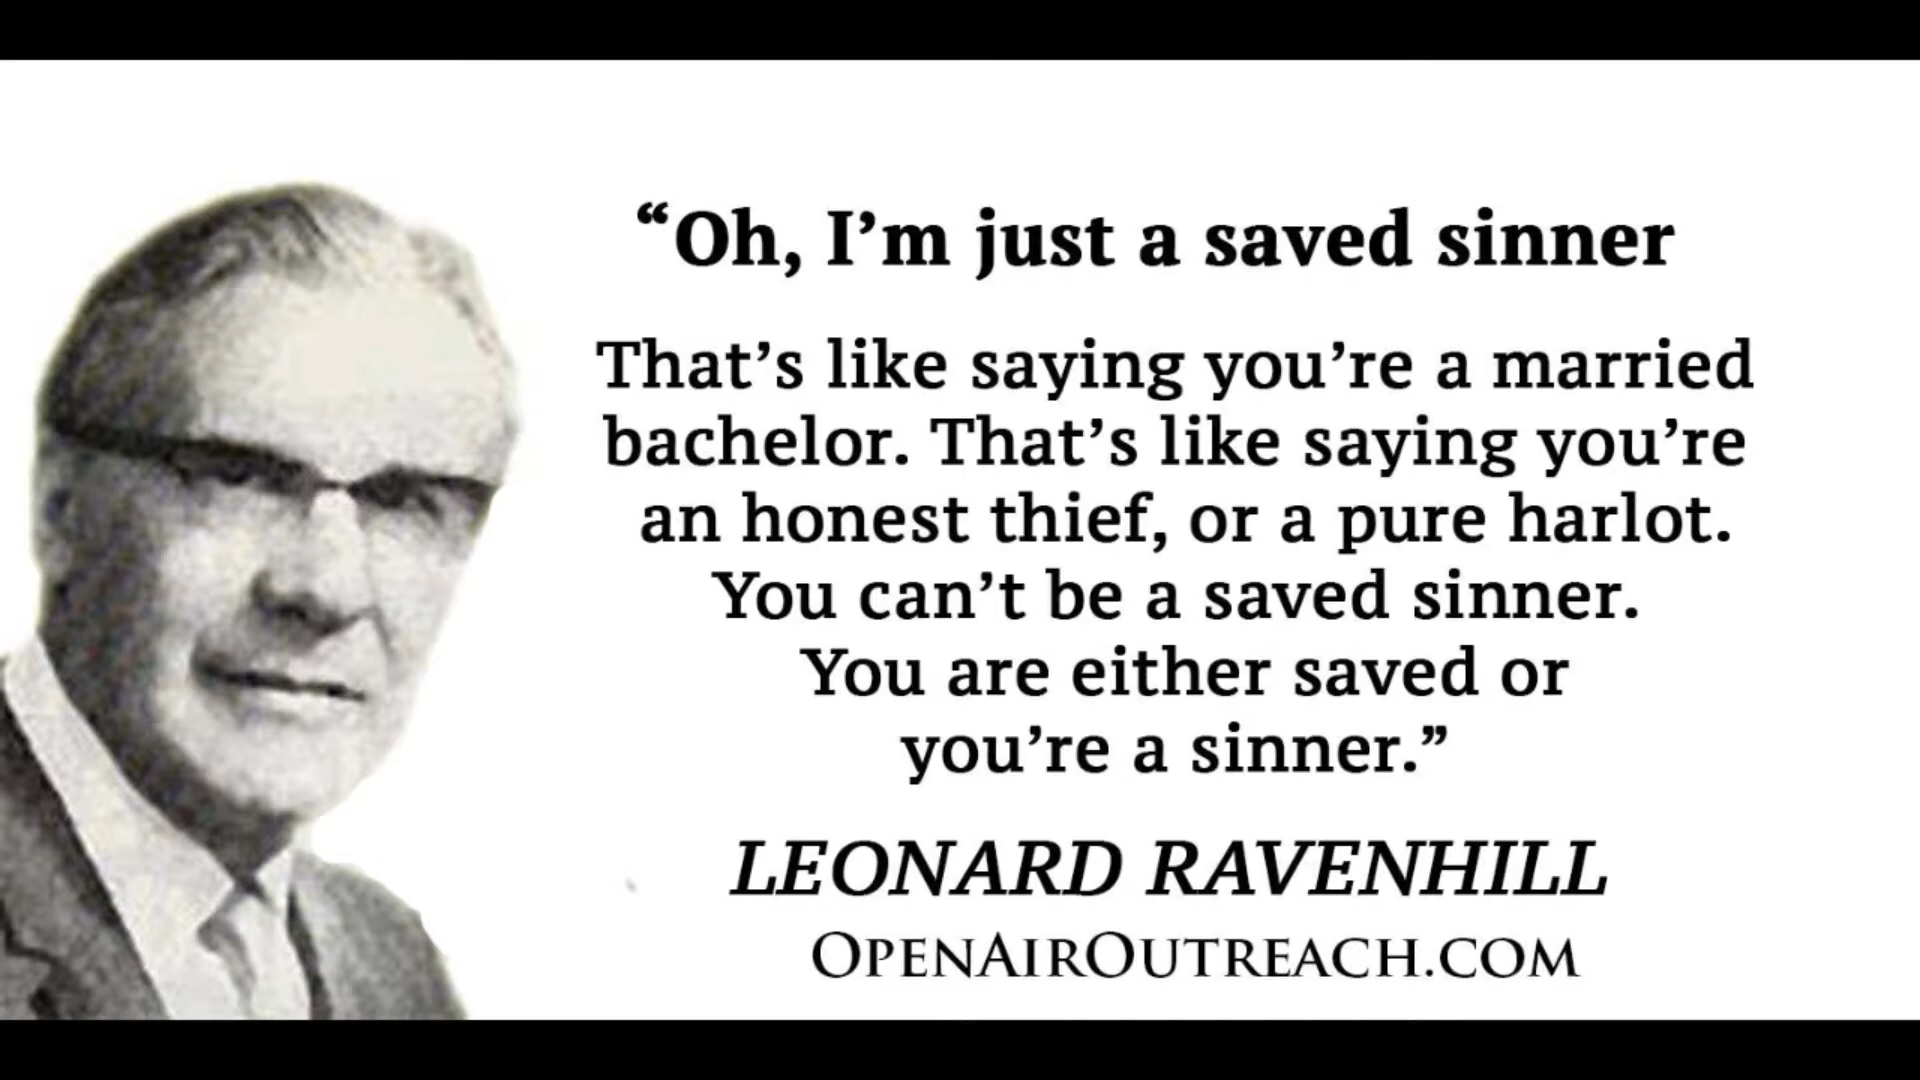 “Oh, I’m just a saved sinner
That’s like saying you’re a married
bachelor. That’s like saying you’re
an honest thief, or a pure harlot.
You can’t be a saved sinner.
You are either saved or
you’re a sinner.”
LEONARD RAVENHILL
OPENAIROUTREACH.COM